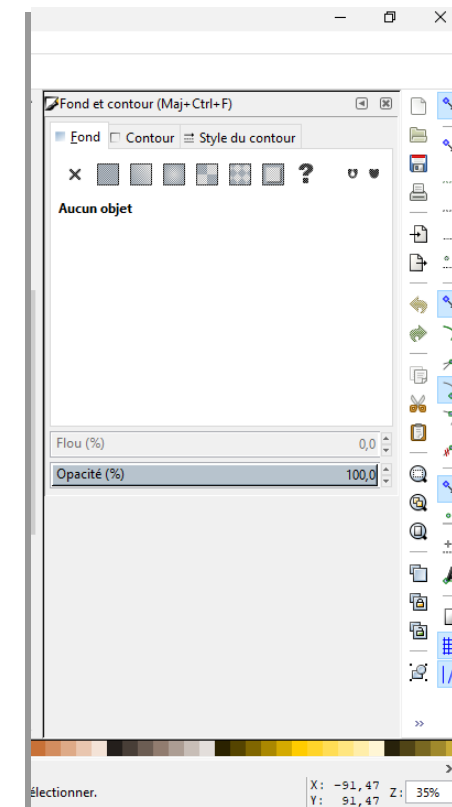 Fond et contour (Maj+Ctrl+F)
Fond Contour Style du contour
Aucun objet
Flou (%) 0,0
Opacité (%) 100,0
électionner.
X: -91,47
Y: 91,47
Z: 35%